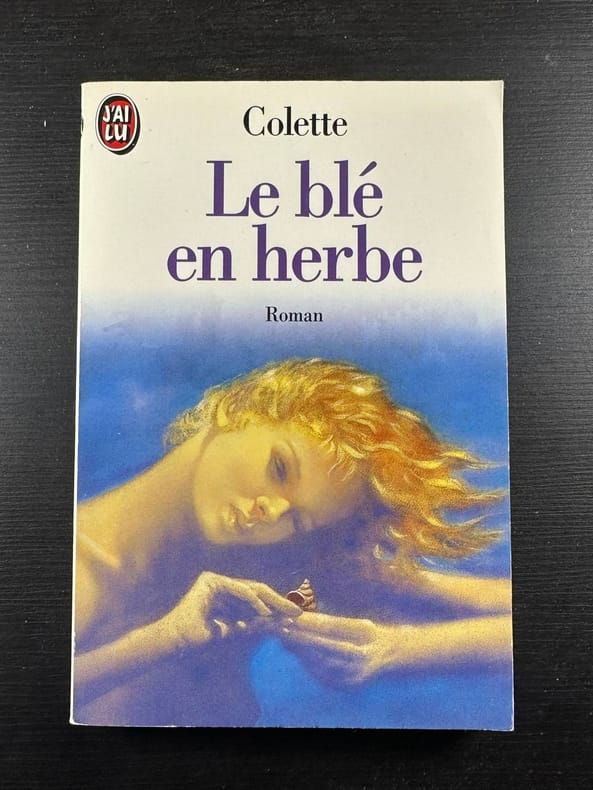 J'AI
LU
Colette
Le blé
en herbe
Roman